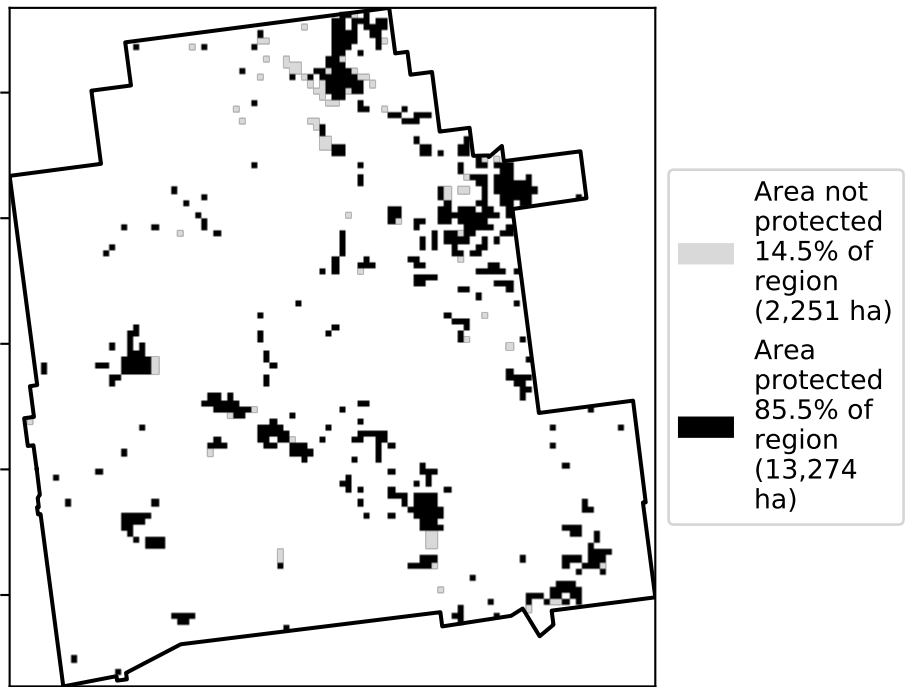 Area not
protected
14.5% of
region
(2,251 ha)
Area
protected
85.5% of
region
(13,274
ha)